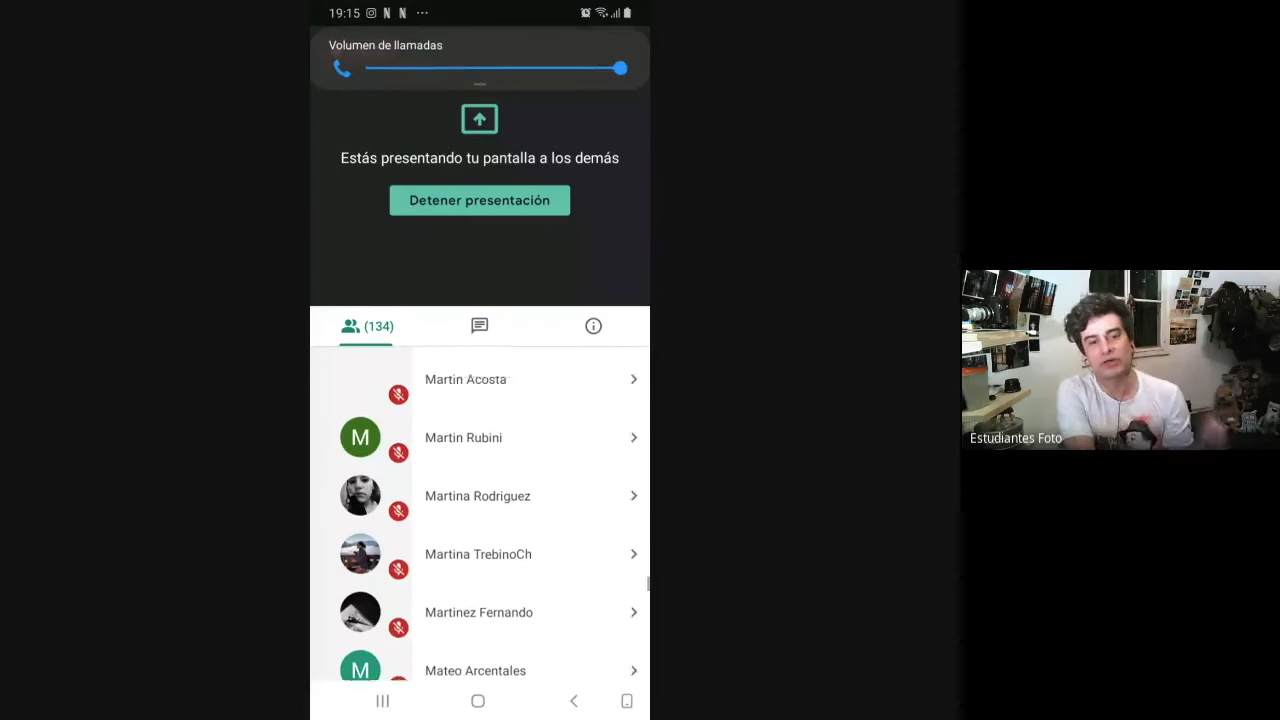 19:15
Volumen de llamadas
Estás presentando tu pantalla a los demás
Detener presentación
(134)
Martin Acosta
M
Martin Rubini
Martina Rodriguez
Martina TrebinoCh
Martinez Fernando
M
Mateo Arcentales
Estudiantes Foto